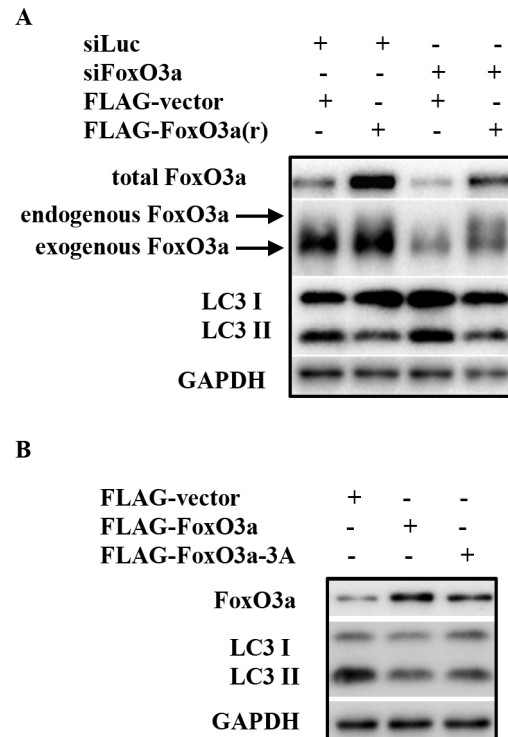 A
siLuc + + - -
siFoxO3a - - + +
FLAG-vector + - + -
FLAG-FoxO3a(r) - + - +
total FoxO3a
endogenous FoxO3a
exogenous FoxO3a
LC3 I
LC3 II
GAPDH
B
FLAG-vector + - -
FLAG-FoxO3a - + -
FLAG-FoxO3a-3A - - +
FoxO3a
LC3 I
LC3 II
GAPDH